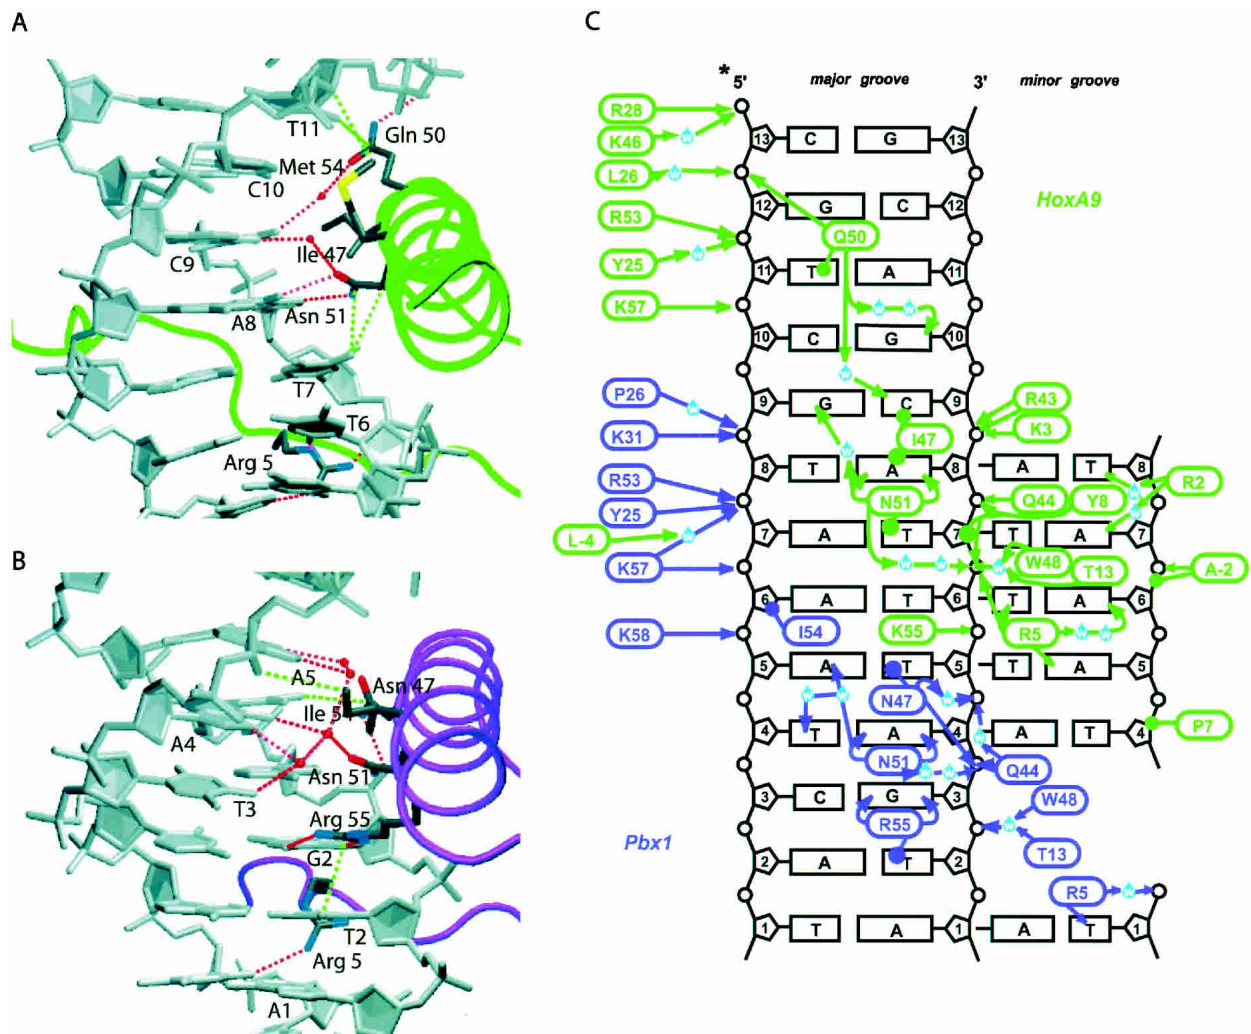 A
T11
Gln 50
Met 54
C10
C9
Ile 47
A8
Asn 51
T7
T6
Arg 5
B
A5
Asn 47
Ile 54
A4
Asn 51
T3
Arg 55
G2
T2
Arg 5
A1
C
* 5' major groove 3' minor groove
R28
K46 W
13 C G 13
L26 W
HoxA9
12 G C 12
R53
Q50
Y25 W
11 T A 11
K57
W W
10 C G 10
W
P26 W
9 G C 9
R43
K31
W I47
K3
8 T A 8 A T 8
R53
N51
Q44 Y8
W R2
Y25
W
L-4 W
7 A T 7 T A 7
K57
W W
W W48
T13
A-2
6 A T 6 T A 6
K58
I54
K55
R5 W W
5 A T 5 T A 5
W W
N47 W
4 T A 4 A T 4
P7
W
N51
W W
Q44
3 C G 3
W48
Pbx1
R55
W
T13
2 A T 2
R5 W
1 T A 1 A T 1